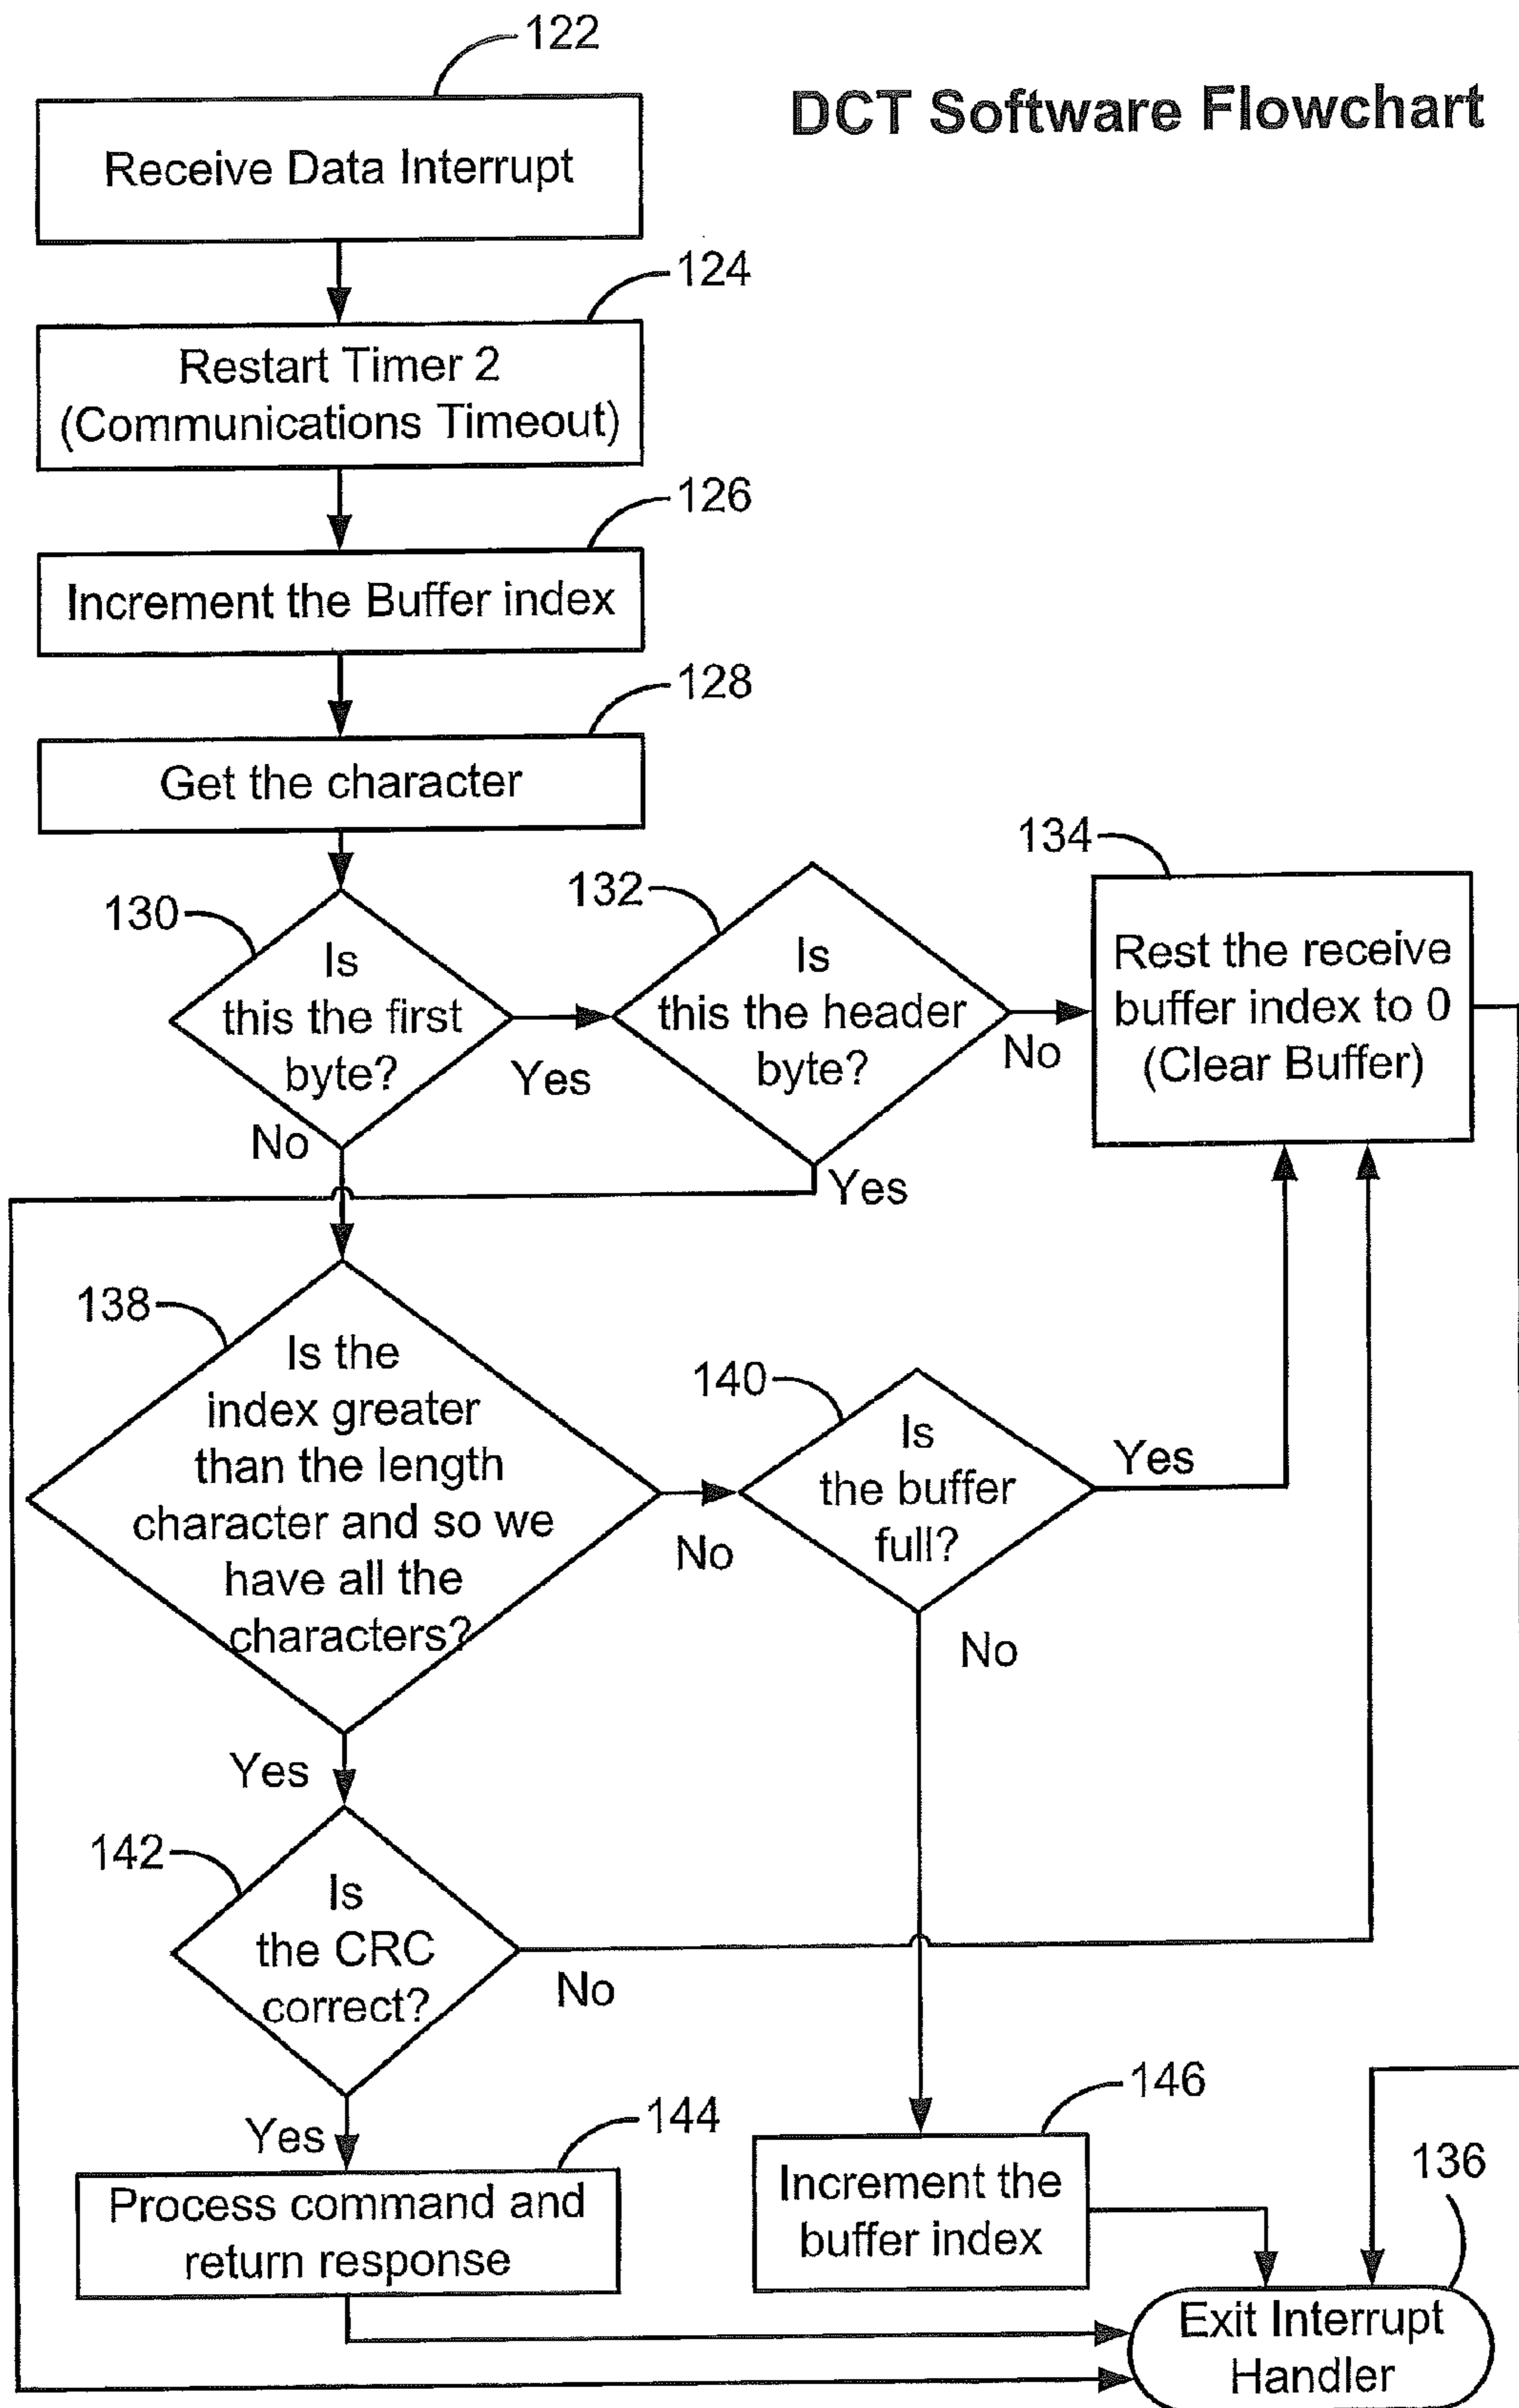 122
DCT Software Flowchart
Receive Data Interrupt
124
Restart Timer 2
(Communications Timeout)
126
Increment the Buffer index
128
Get the character
130
Is
this the first
byte?
Yes
No
132
Is
this the header
byte?
No
Yes
134
Rest the receive
buffer index to 0
(Clear Buffer)
138
Is the
index greater
than the length
character and so we
have all the
characters?
No
Yes
140
Is
the buffer
full?
Yes
No
142
Is
the CRC
correct?
No
Yes
144
Process command and
return response
146
Increment the
buffer index
136
Exit Interrupt
Handler